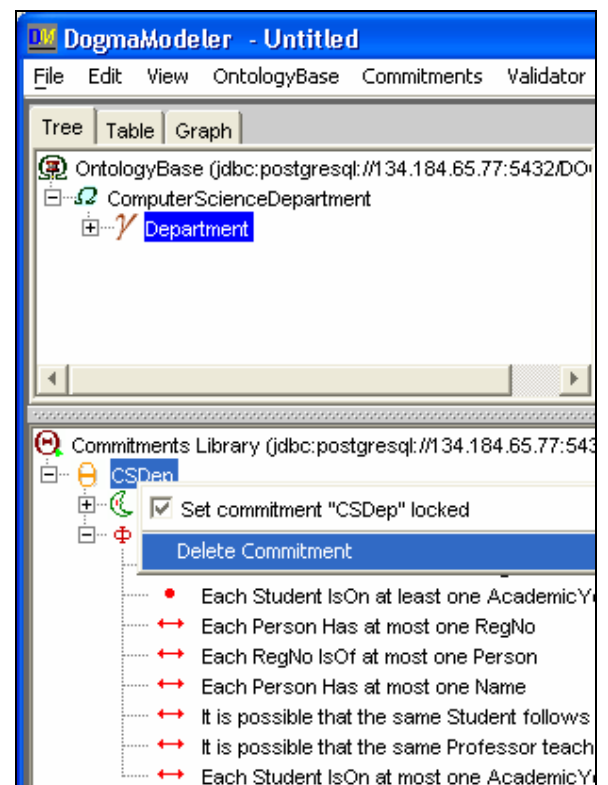 DogmaModeler - Untitled
File Edit View OntologyBase Commitments Validator
Tree Table Graph
OntologyBase (jdbc:postgresql://134.184.65.77:5432/DO
ComputerScienceDepartment
Department
Commitments Library (jdbc:postgresql://134.184.65.77:543
CSDep
Set commitment "CSDep" locked
Delete Commitment
Each Student IsOn at least one AcademicY
Each Person Has at most one RegNo
Each RegNo IsOf at most one Person
Each Person Has at most one Name
It is possible that the same Student follows
It is possible that the same Professor teach
Each Student IsOn at most one AcademicY